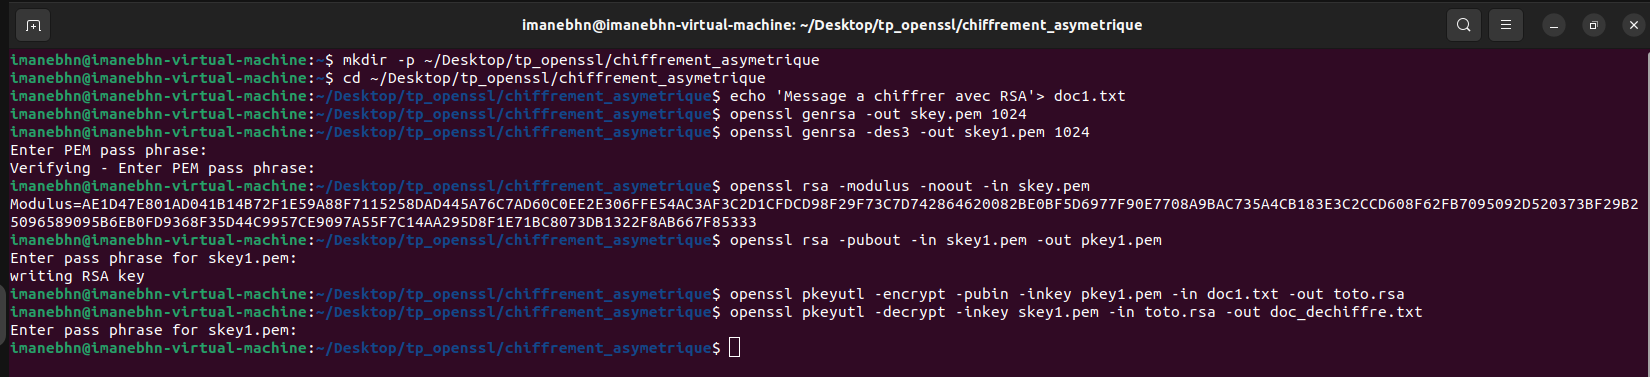 imanebhn@imanebhn-virtual-machine: ~/Desktop/tp_openssl/chiffrement_asymetrique
imanebhn@imanebhn-virtual-machine:~$ mkdir -p ~/Desktop/tp_openssl/chiffrement_asymetrique
imanebhn@imanebhn-virtual-machine:~$ cd ~/Desktop/tp_openssl/chiffrement_asymetrique
imanebhn@imanebhn-virtual-machine:~/Desktop/tp_openssl/chiffrement_asymetrique$ echo 'Message a chiffrer avec RSA'> doc1.txt
imanebhn@imanebhn-virtual-machine:~/Desktop/tp_openssl/chiffrement_asymetrique$ openssl genrsa -out skey.pem 1024
imanebhn@imanebhn-virtual-machine:~/Desktop/tp_openssl/chiffrement_asymetrique$ openssl genrsa -des3 -out skey1.pem 1024
Enter PEM pass phrase:
Verifying - Enter PEM pass phrase:
imanebhn@imanebhn-virtual-machine:~/Desktop/tp_openssl/chiffrement_asymetrique$ openssl rsa -modulus -noout -in skey.pem
Modulus=AE1D47E801AD041B14B72F1E59A88F7115258DAD445A76C7AD60C0EE2E306FFE54AC3AF3C2D1CFDCD98F29F73C7D742864620082BE0BF5D6977F90E7708A9BAC735A4CB183E3C2CCD608F62FB7095092D520373BF29B2
5096589095B6EB0FD9368F35D44C9957CE9097A55F7C14AA295D8F1E71BC8073DB1322F8AB667F85333
imanebhn@imanebhn-virtual-machine:~/Desktop/tp_openssl/chiffrement_asymetrique$ openssl rsa -pubout -in skey1.pem -out pkey1.pem
Enter pass phrase for skey1.pem:
writing RSA key
imanebhn@imanebhn-virtual-machine:~/Desktop/tp_openssl/chiffrement_asymetrique$ openssl pkeyutl -encrypt -pubin -inkey pkey1.pem -in doc1.txt -out toto.rsa
imanebhn@imanebhn-virtual-machine:~/Desktop/tp_openssl/chiffrement_asymetrique$ openssl pkeyutl -decrypt -inkey skey1.pem -in toto.rsa -out doc_dechiffre.txt
Enter pass phrase for skey1.pem:
imanebhn@imanebhn-virtual-machine:~/Desktop/tp_openssl/chiffrement_asymetrique$